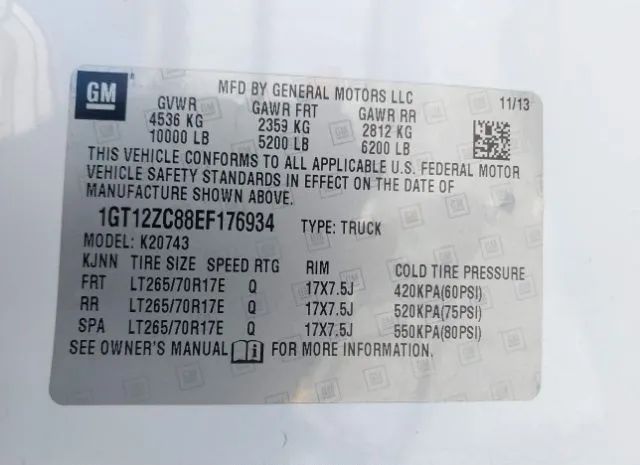 GM
MFD BY GENERAL MOTORS LLC
11/13
GVWR GAWR FRT GAWR RR
4536 KG 2359 KG 2812 KG
10000 LB 5200 LB 6200 LB
THIS VEHICLE CONFORMS TO ALL APPLICABLE U.S. FEDERAL MOTOR
VEHICLE SAFETY STANDARDS IN EFFECT ON THE DATE OF
MANUFACTURE SHOWN ABOVE.
1GT12ZC88EF176934 TYPE: TRUCK
MODEL: K20743
KJNN TIRE SIZE SPEED RTG RIM COLD TIRE PRESSURE
FRT LT265/70R17E Q 17X7.5J 420KPA(60PSI)
RR LT265/70R17E Q 17X7.5J 520KPA(75PSI)
SPA LT265/70R17E Q 17X7.5J 550KPA(80PSI)
SEE OWNER'S MANUAL FOR MORE INFORMATION.